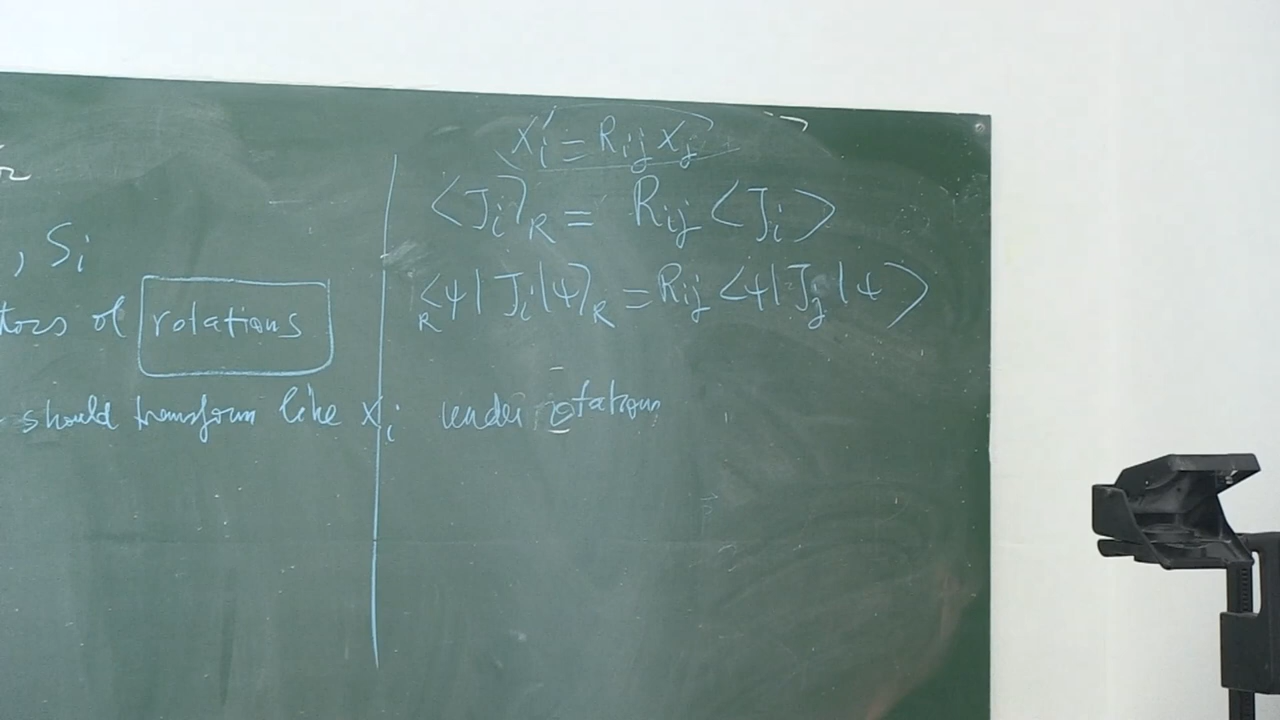 x'ᵢ = Rᵢⱼ xⱼ
⟨Jᵢ⟩_R = Rᵢⱼ ⟨Jᵢ⟩
, Sᵢ
_R⟨ψ| Jᵢ |ψ⟩_R = Rᵢⱼ ⟨ψ| Jⱼ |ψ⟩
tors of rotations
should transform like xᵢ under otations